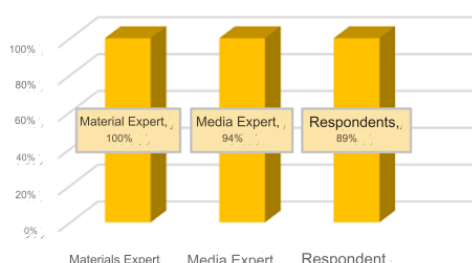 100%
80%
60%
40%
20%
0%
Material Expert,
100%
Media Expert,
94%
Respondents,
89%
Materials Expert
Media Expert
Respondent